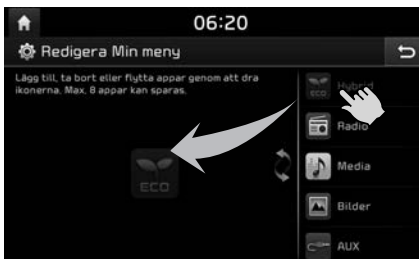 06:20
Redigera Min meny
Lägg till, ta bort eller flytta appar genom att dra
ikonerna. Max. 8 appar kan sparas.
ECO
ECO
Hybrid
Radio
Media
Bilder
AUX